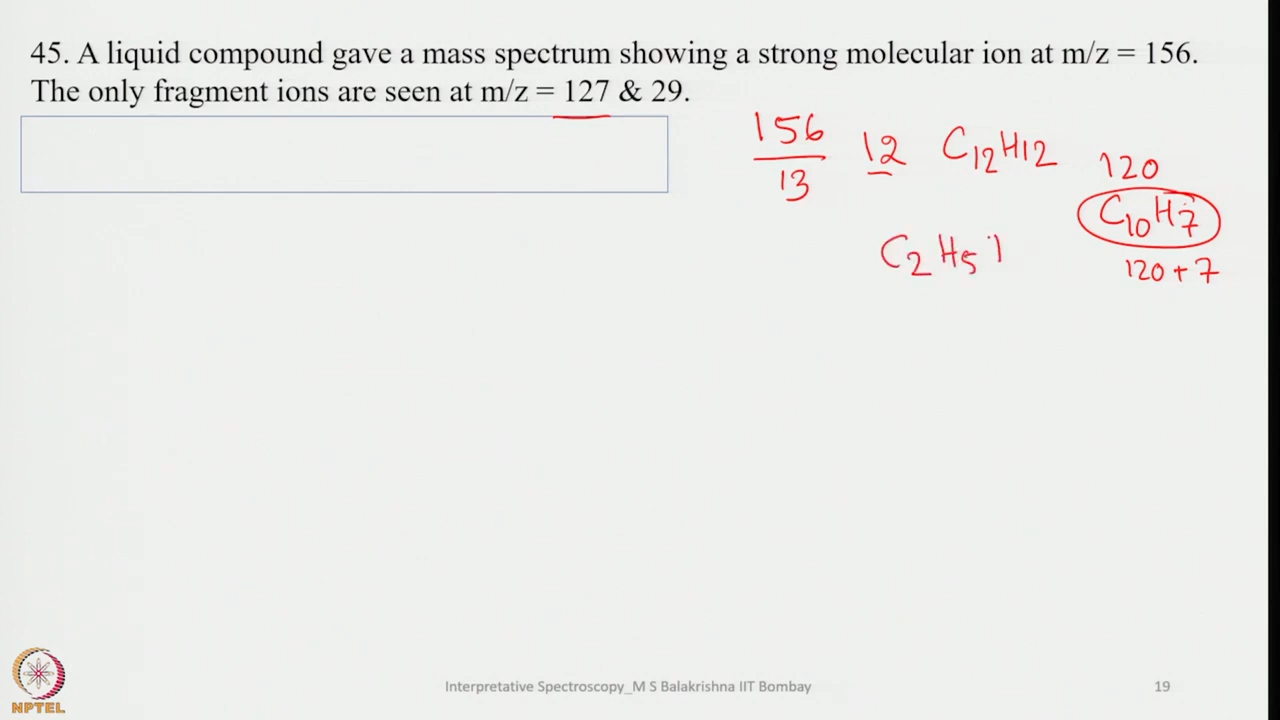 45. A liquid compound gave a mass spectrum showing a strong molecular ion at m/z = 156.
The only fragment ions are seen at m/z = 127 & 29.
156
13
12
C12H12
120
C10H7
120 + 7
C2H5
NPTEL
Interpretative Spectroscopy_M S Balakrishna IIT Bombay
19